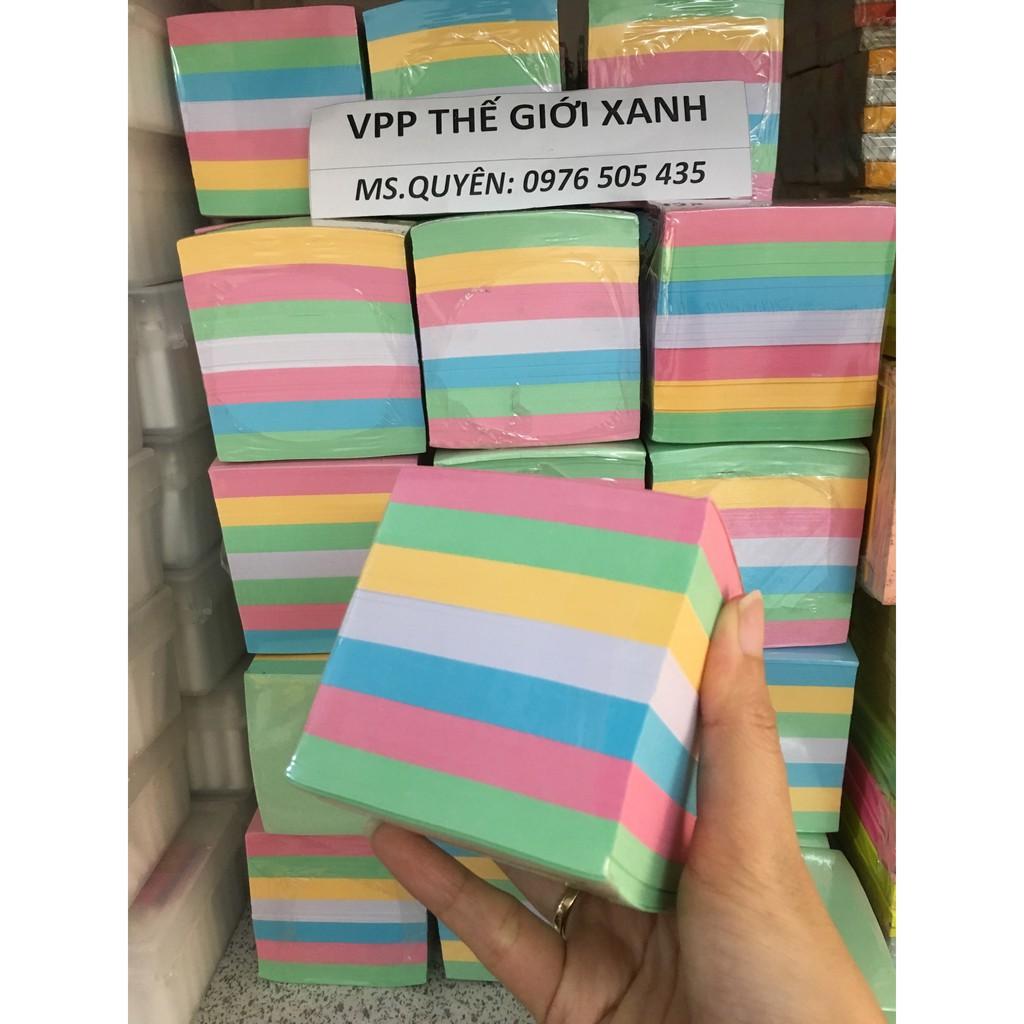 VPP THẾ GIỚI XANH
MS.QUYÊN: 0976 505 435